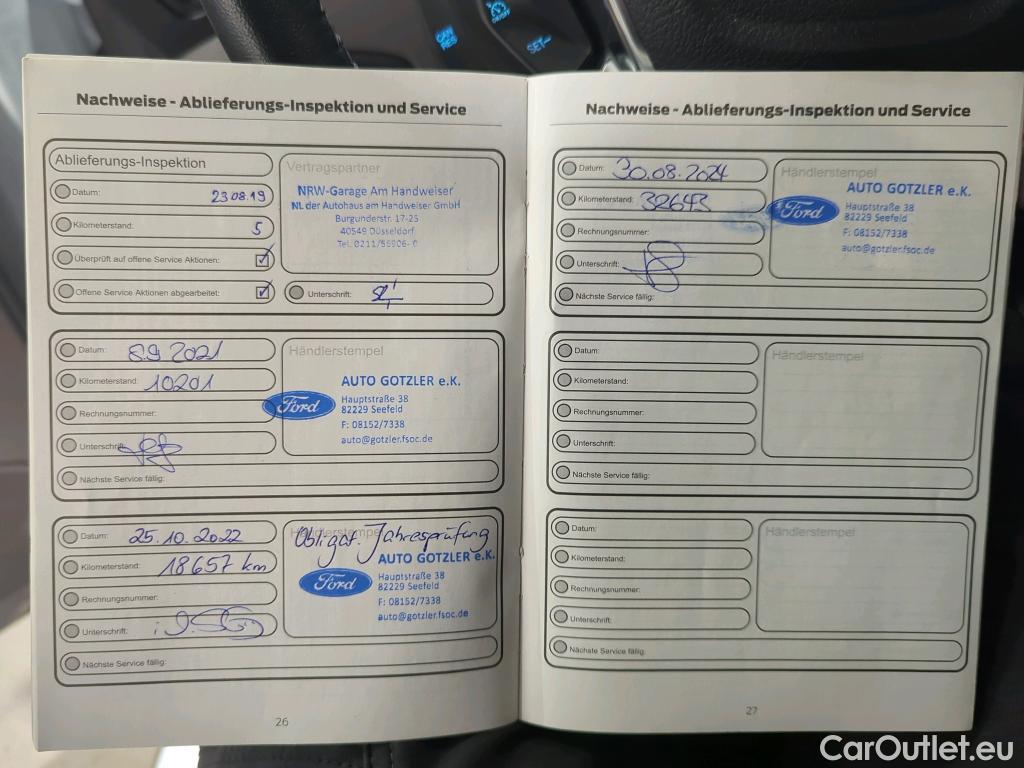 CAN
RES
ON/OFF
SET
Nachweise - Ablieferungs-Inspektion und Service
Ablieferungs-Inspektion
Datum: 23 08.19
Kilometerstand: 5
Überprüft auf offene Service Aktionen:
Offene Service Aktionen abgearbeitet:
Vertragspartner
NRW-Garage Am Handweiser
NL der Autohaus am Handweiser GmbH
Burgunderstr. 17-25
40549 Düsseldorf
Tel. 0211/56906- 0
Unterschrift:
Datum: 8.9 2021
Kilometerstand: 10201
Rechnungsnummer:
Unterschrift:
Nächste Service fällig:
Händlerstempel
Ford
AUTO GOTZLER e.K.
Hauptstraße 38
82229 Seefeld
F: 08152/7338
auto@gotzler.fsoc.de
Datum: 25.10.2022
Kilometerstand: 18657 km
Rechnungsnummer:
Unterschrift:
Nächste Service fällig:
Händlerstempel
Obligat. Jahresprüfung
Ford
AUTO GOTZLER e.K.
Hauptstraße 38
82229 Seefeld
F: 08152/7338
auto@gotzler.fsoc.de
26
Nachweise - Ablieferungs-Inspektion und Service
Datum: 30.08.2024
Kilometerstand: 32643
Rechnungsnummer:
Unterschrift:
Nächste Service fällig:
Händlerstempel
Ford
AUTO GOTZLER e.K.
Hauptstraße 38
82229 Seefeld
F: 08152/7338
auto@gotzler.fsoc.de
Datum:
Kilometerstand:
Rechnungsnummer:
Unterschrift:
Nächste Service fällig:
Händlerstempel
Datum:
Kilometerstand:
Rechnungsnummer:
Unterschrift:
Nächste Service fällig:
Händlerstempel
27
CarOutlet.eu